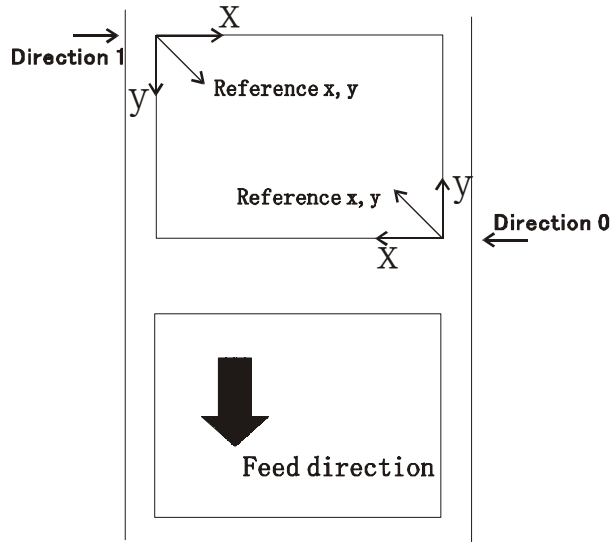 x
Direction 1
Reference x, y
y
Reference x, y
y
Direction 0
x
Feed direction